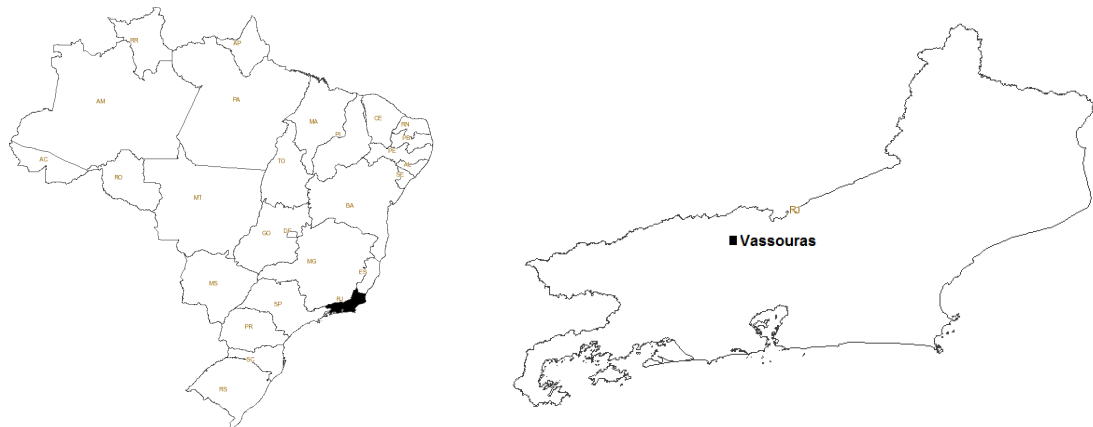 RR
AP
AM
PA
MA
CE
RN
PB
PI
PE
AL
SE
AC
RO
TO
MT
BA
GO
DF
MG
ES
MS
SP
RJ
PR
SC
RS
RJ
Vassouras